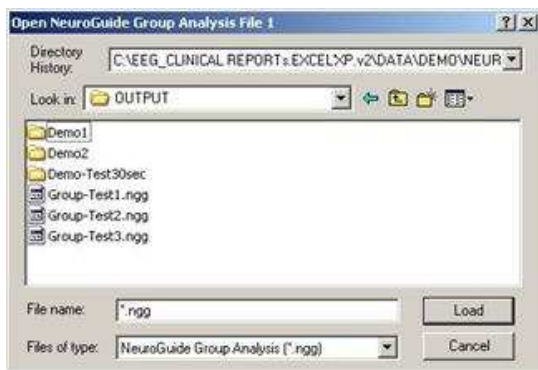 Open NeuroGuide Group Analysis File 1
Directory History: C:\EEG_CLINICAL REPORTs.EXCEL\XP.v2\DATA\DEMO\NEUR
Look in: OUTPUT
Demo1
Demo2
Demo-Test30sec
Group-Test1.ngg
Group-Test2.ngg
Group-Test3.ngg
File name: *.ngg Load
Files of type: NeuroGuide Group Analysis (*.ngg) Cancel